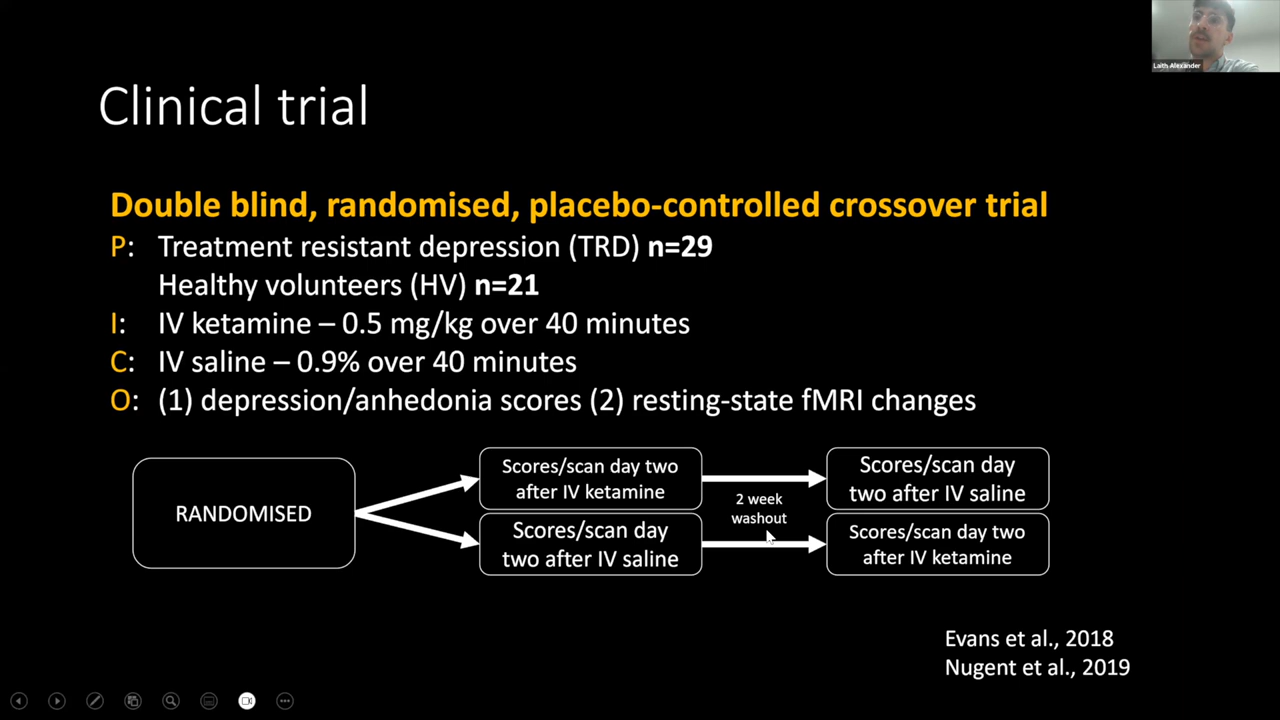 Laith Alexander
Clinical trial
Double blind, randomised, placebo-controlled crossover trial
P: Treatment resistant depression (TRD) n=29
Healthy volunteers (HV) n=21
I: IV ketamine – 0.5 mg/kg over 40 minutes
C: IV saline – 0.9% over 40 minutes
O: (1) depression/anhedonia scores (2) resting-state fMRI changes
RANDOMISED
Scores/scan day two
after IV ketamine
Scores/scan day
two after IV saline
2 week
washout
Scores/scan day
two after IV saline
Scores/scan day two
after IV ketamine
Evans et al., 2018
Nugent et al., 2019